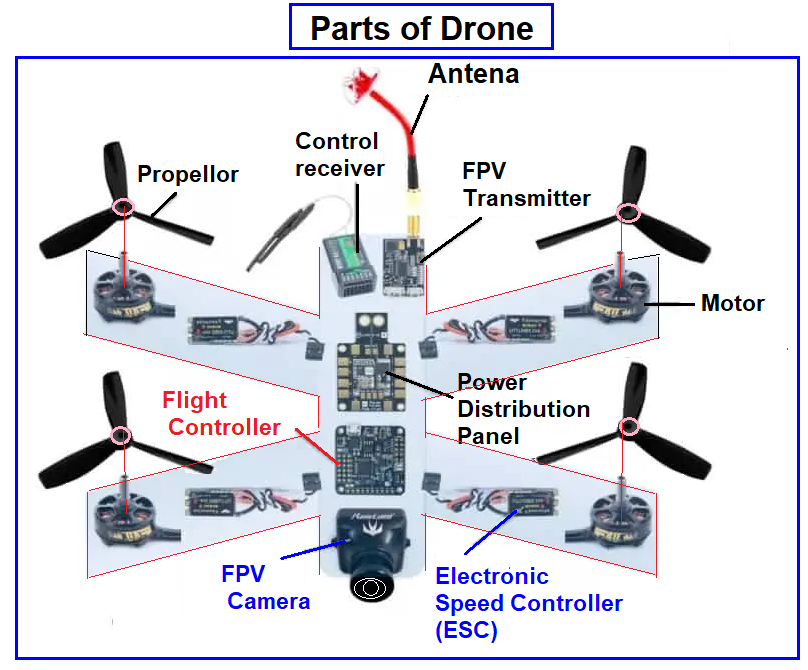 Parts of Drone
Antena
Control
receiver
Propellor
FPV
Transmitter
Motor
Power
Distribution
Panel
Flight
Controller
FPV
Camera
Electronic
Speed Controller
(ESC)